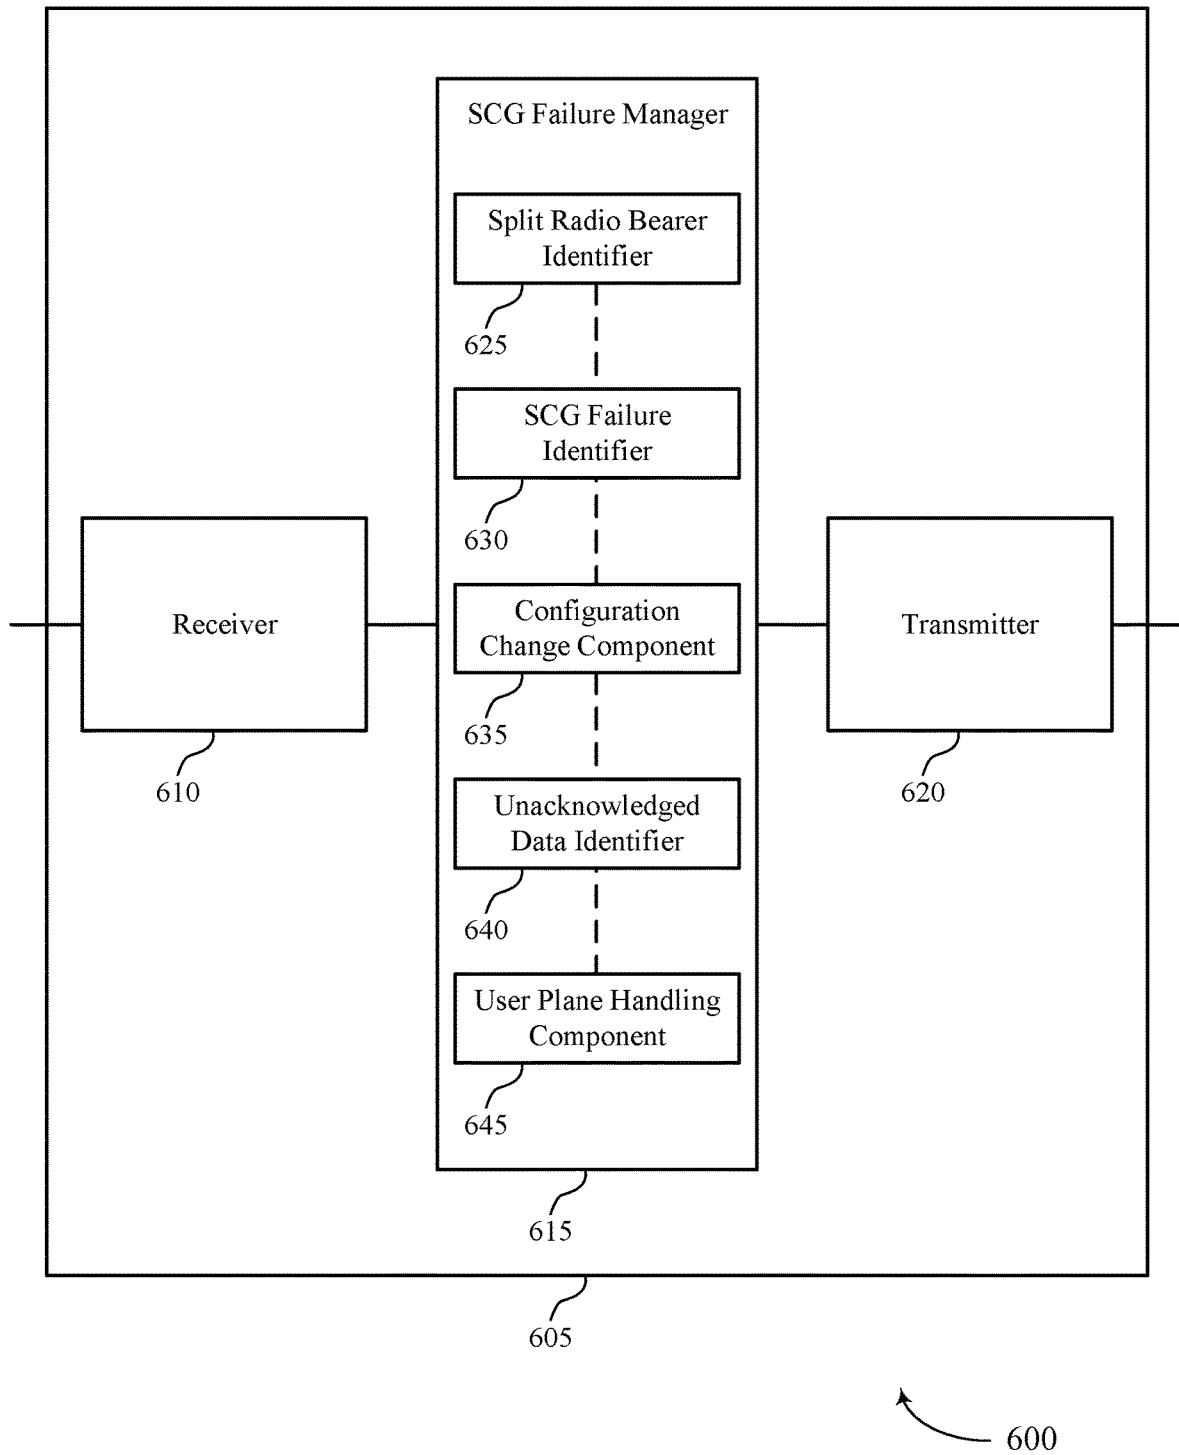 SCG Failure Manager
Split Radio Bearer
Identifier
625
SCG Failure
Identifier
630
Receiver
610
Configuration
Change Component
635
Transmitter
620
Unacknowledged
Data Identifier
640
User Plane Handling
Component
645
615
605
600